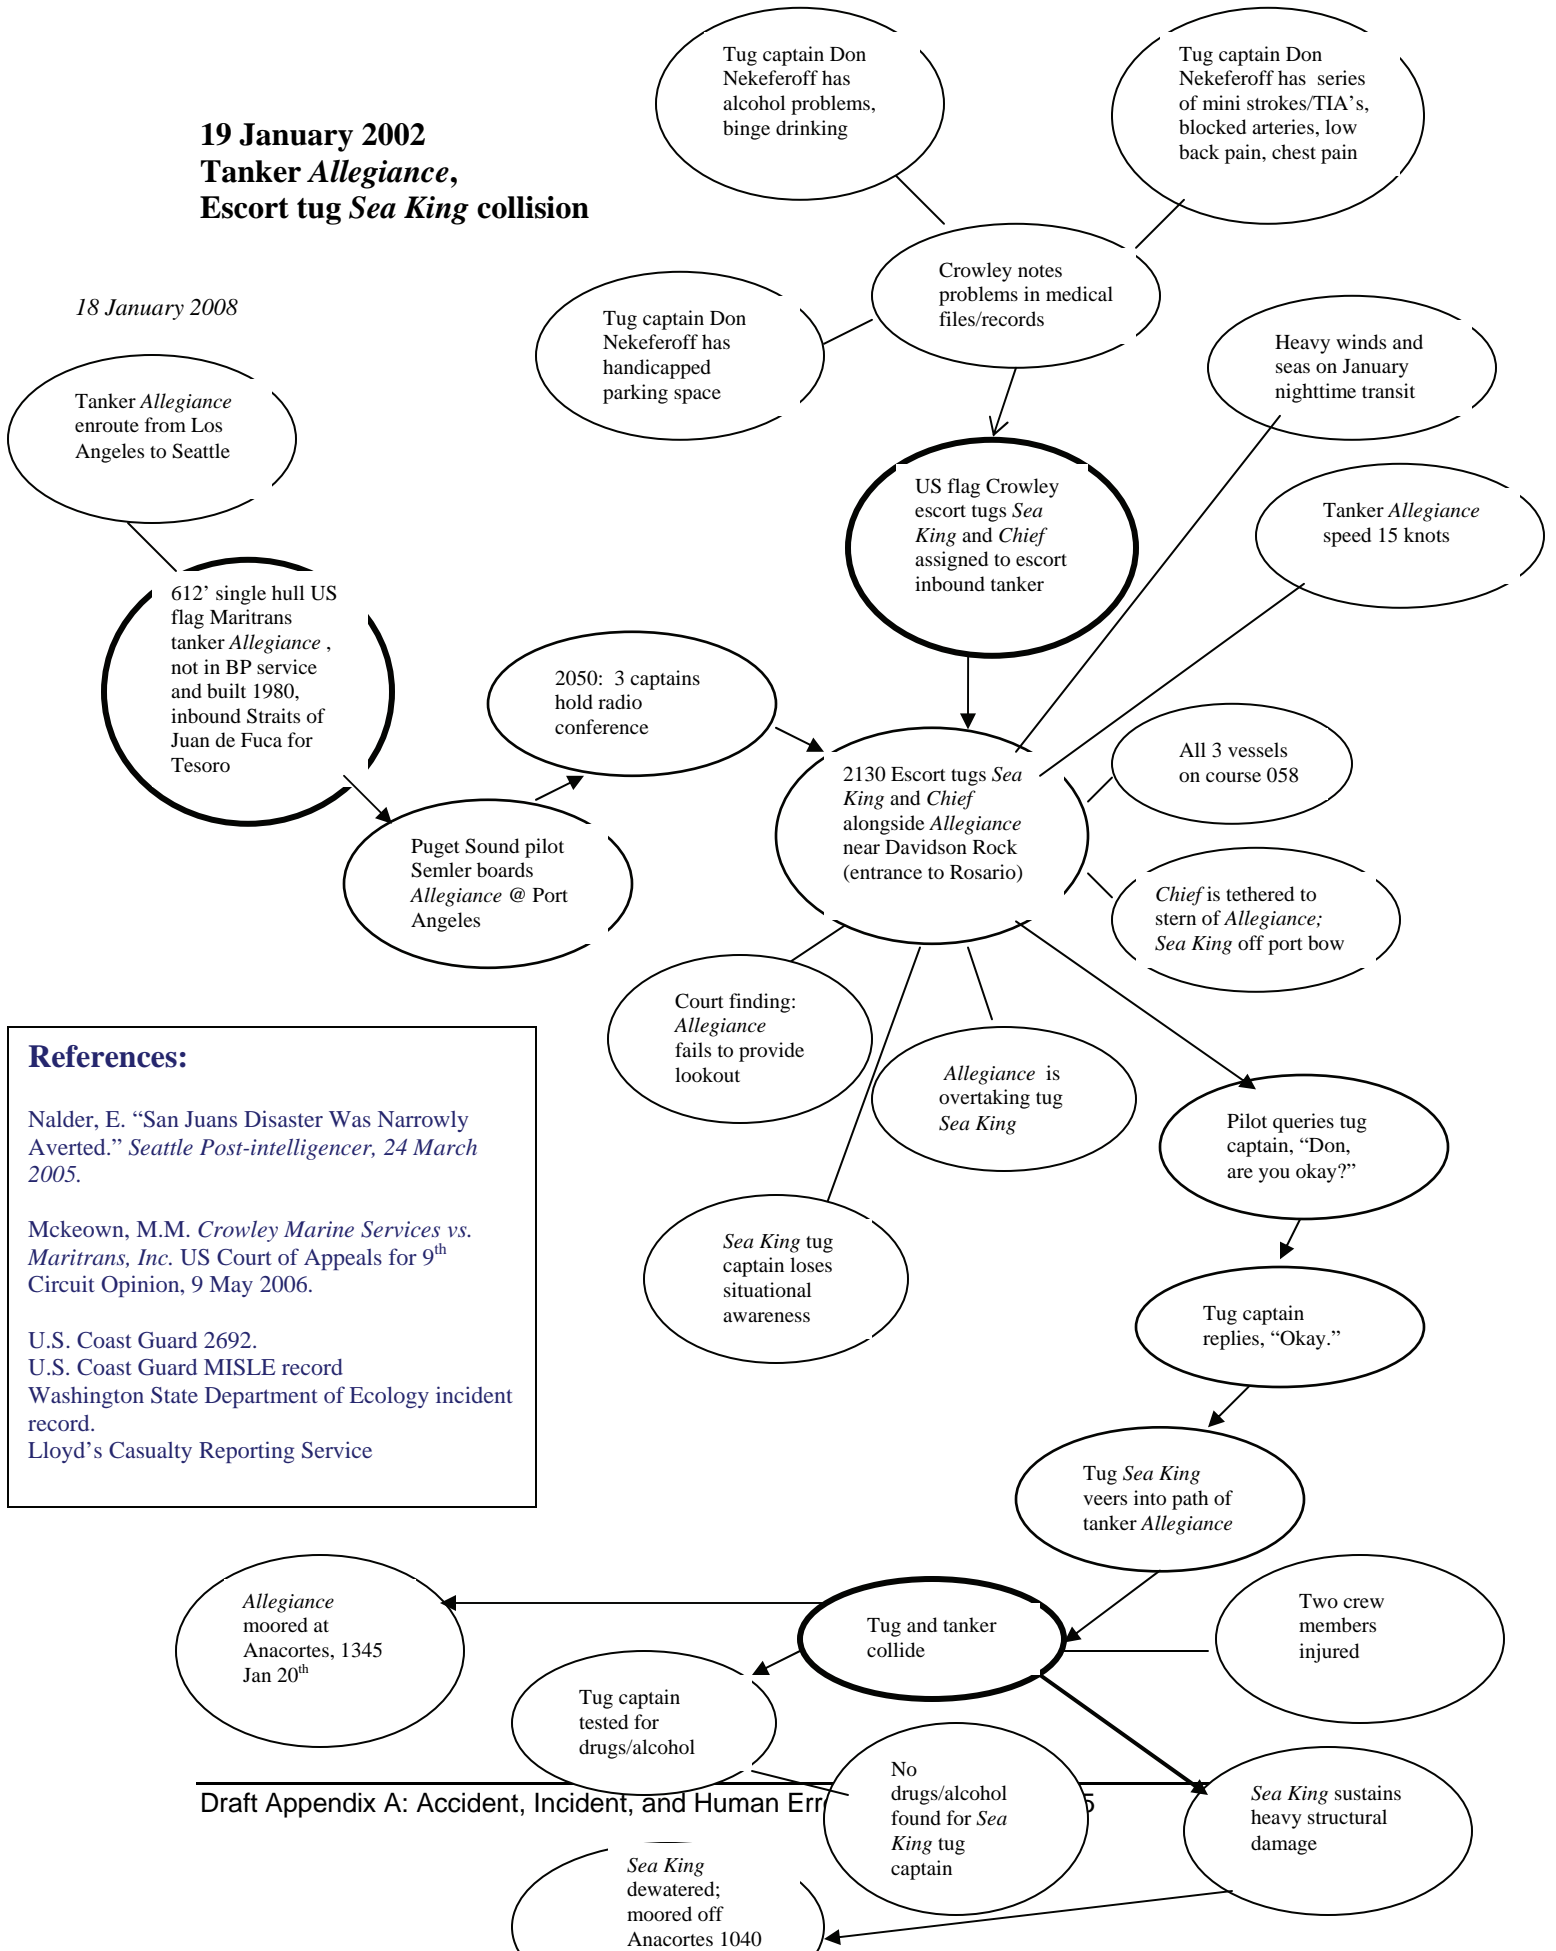 19 January 2002
Tanker Allegiance,
Escort tug Sea King collision
18 January 2008
Tug captain Don
Nekeferoff has
alcohol problems,
binge drinking
Tug captain Don
Nekeferoff has series
of mini strokes/TIA's,
blocked arteries, low
back pain, chest pain
Crowley notes
problems in medical
files/records
Tug captain Don
Nekeferoff has
handicapped
parking space
Heavy winds and
seas on January
nighttime transit
Tanker Allegiance
enroute from Los
Angeles to Seattle
US flag Crowley
escort tugs Sea
King and Chief
assigned to escort
inbound tanker
Tanker Allegiance
speed 15 knots
612’ single hull US
flag Maritrans
tanker Allegiance ,
not in BP service
and built 1980,
inbound Straits of
Juan de Fuca for
Tesoro
2050: 3 captains
hold radio
conference
Puget Sound pilot
Semler boards
Allegiance @ Port
Angeles
2130 Escort tugs Sea
King and Chief
alongside Allegiance
near Davidson Rock
(entrance to Rosario)
All 3 vessels
on course 058
Chief is tethered to
stern of Allegiance;
Sea King off port bow
Court finding:
Allegiance
fails to provide
lookout
Allegiance is
overtaking tug
Sea King
Sea King tug
captain loses
situational
awareness
Pilot queries tug
captain, “Don,
are you okay?”
Tug captain
replies, “Okay.”
Tug Sea King
veers into path of
tanker Allegiance
References:
Nalder, E. “San Juans Disaster Was Narrowly
Averted.” Seattle Post-intelligencer, 24 March
2005.
Mckeown, M.M. Crowley Marine Services vs.
Maritrans, Inc. US Court of Appeals for 9th
Circuit Opinion, 9 May 2006.
U.S. Coast Guard 2692.
U.S. Coast Guard MISLE record
Washington State Department of Ecology incident
record.
Lloyd’s Casualty Reporting Service
Allegiance
moored at
Anacortes, 1345
Jan 20th
Tug and tanker
collide
Two crew
members
injured
Tug captain
tested for
drugs/alcohol
No
drugs/alcohol
found for Sea
King tug
captain
Sea King sustains
heavy structural
damage
Sea King
dewatered;
moored off
Anacortes 1040
Draft Appendix A: Accident, Incident, and Human